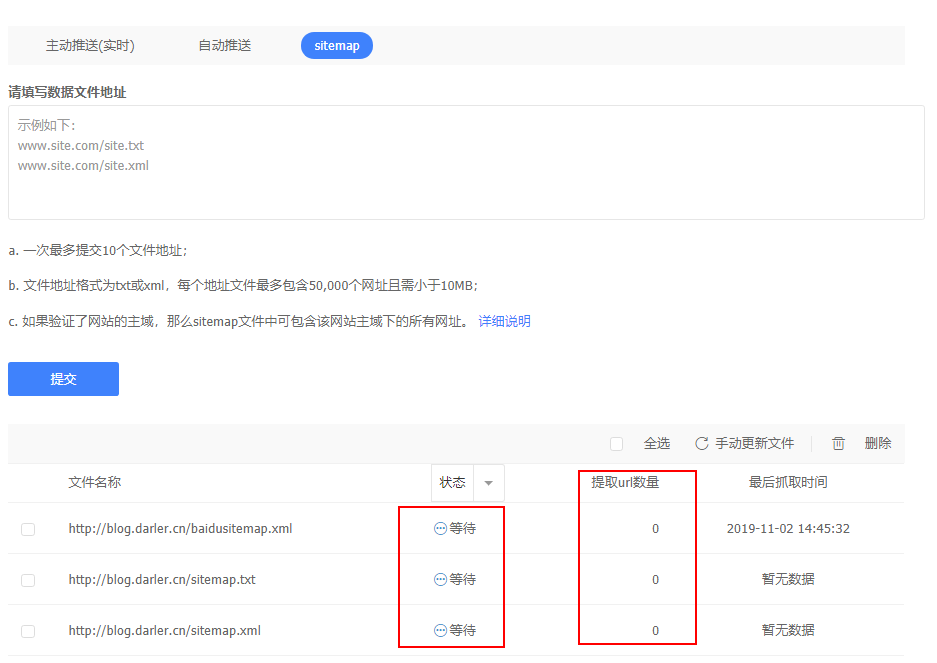 主动推送(实时) 自动推送 sitemap
请填写数据文件地址
示例如下：
www.site.com/site.txt
www.site.com/site.xml
a. 一次最多提交10个文件地址；
b. 文件地址格式为txt或xml，每个地址文件最多包含50,000个网址且需小于10MB；
c. 如果验证了网站的主域，那么sitemap文件中可包含该网站主域下的所有网址。 详细说明
提交
全选 手动更新文件 删除
文件名称 状态 提取url数量 最后抓取时间
http://blog.darler.cn/baidusitemap.xml 等待 0 2019-11-02 14:45:32
http://blog.darler.cn/sitemap.txt 等待 0 暂无数据
http://blog.darler.cn/sitemap.xml 等待 0 暂无数据